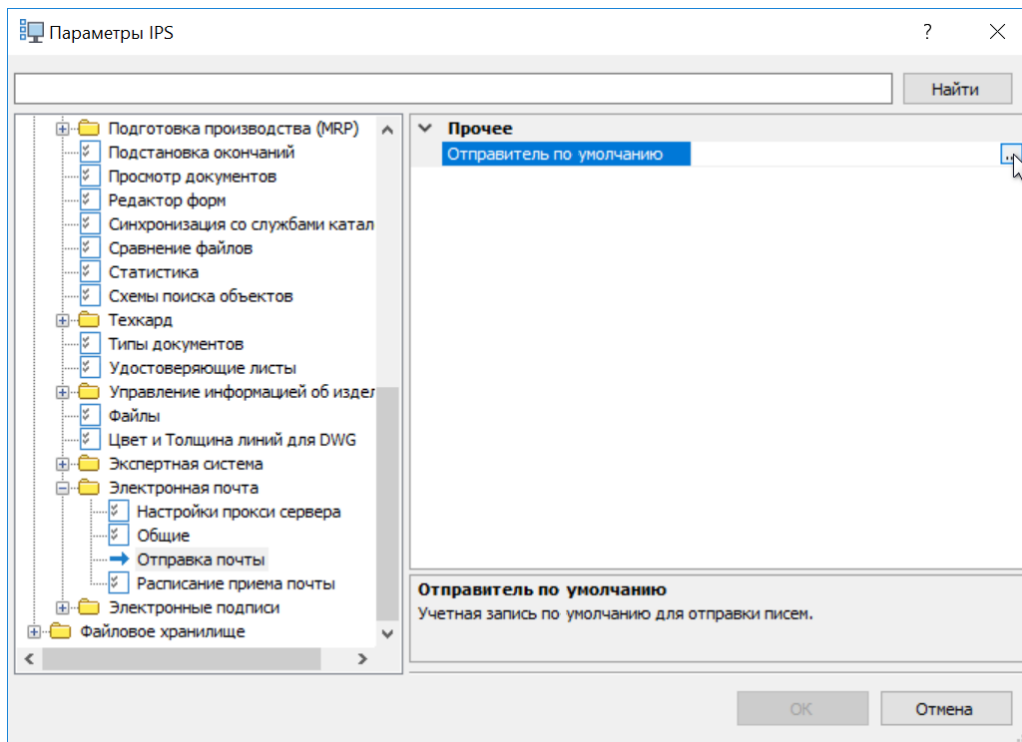 Параметры IPS
?
Найти
Подготовка производства (MRP)
Подстановка окончаний
Просмотр документов
Редактор форм
Синхронизация со службами катал
Сравнение файлов
Статистика
Схемы поиска объектов
Техкард
Типы документов
Удостоверяющие листы
Управление информацией об издел
Файлы
Цвет и Толщина линий для DWG
Экспертная система
Электронная почта
Настройки прокси сервера
Общие
Отправка почты
Расписание приема почты
Электронные подписи
Файловое хранилище
Прочее
Отправитель по умолчанию
Отправитель по умолчанию
Учетная запись по умолчанию для отправки писем.
OK
Отмена